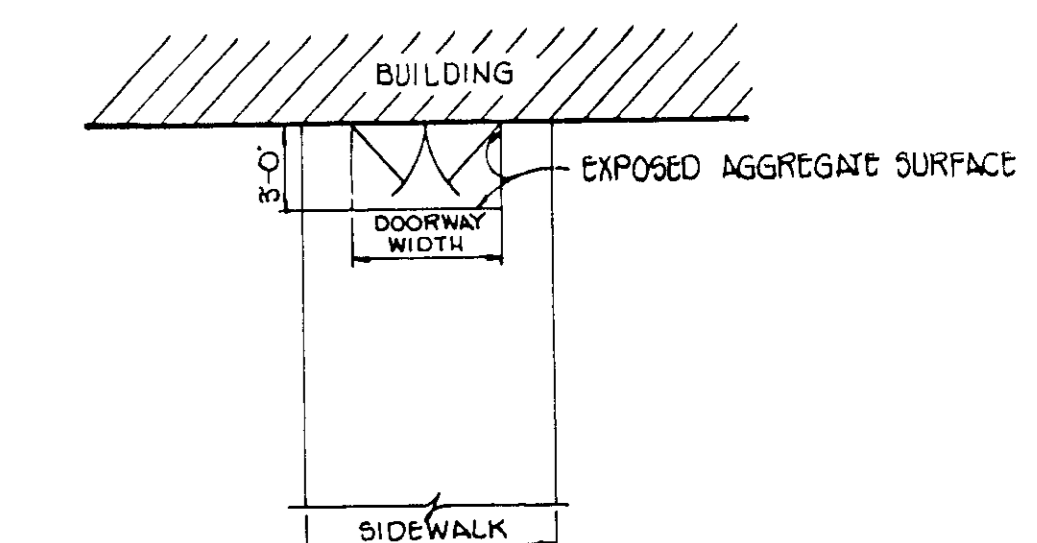 BUILDING
3'-0"
EXPOSED AGGREGATE SURFACE
DOORWAY
WIDTH
SIDEWALK